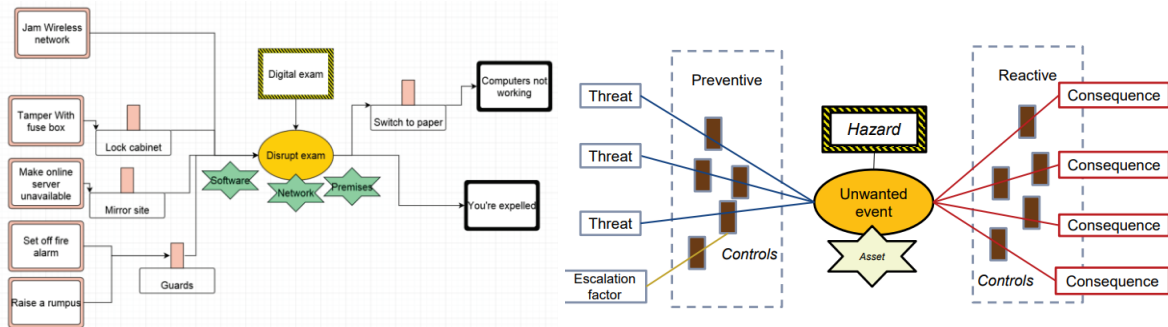 Jam Wireless
network
Tamper With
fuse box
Lock cabinet
Make online
server
unavailable
Mirror site
Set off fire
alarm
Raise a rumpus
Guards
Digital exam
Disrupt exam
Software
Network
Premises
Switch to paper
Computers not
working
You're expelled
Preventive
Threat
Threat
Threat
Escalation
factor
Controls
Hazard
Unwanted
event
Asset
Reactive
Controls
Consequence
Consequence
Consequence
Consequence